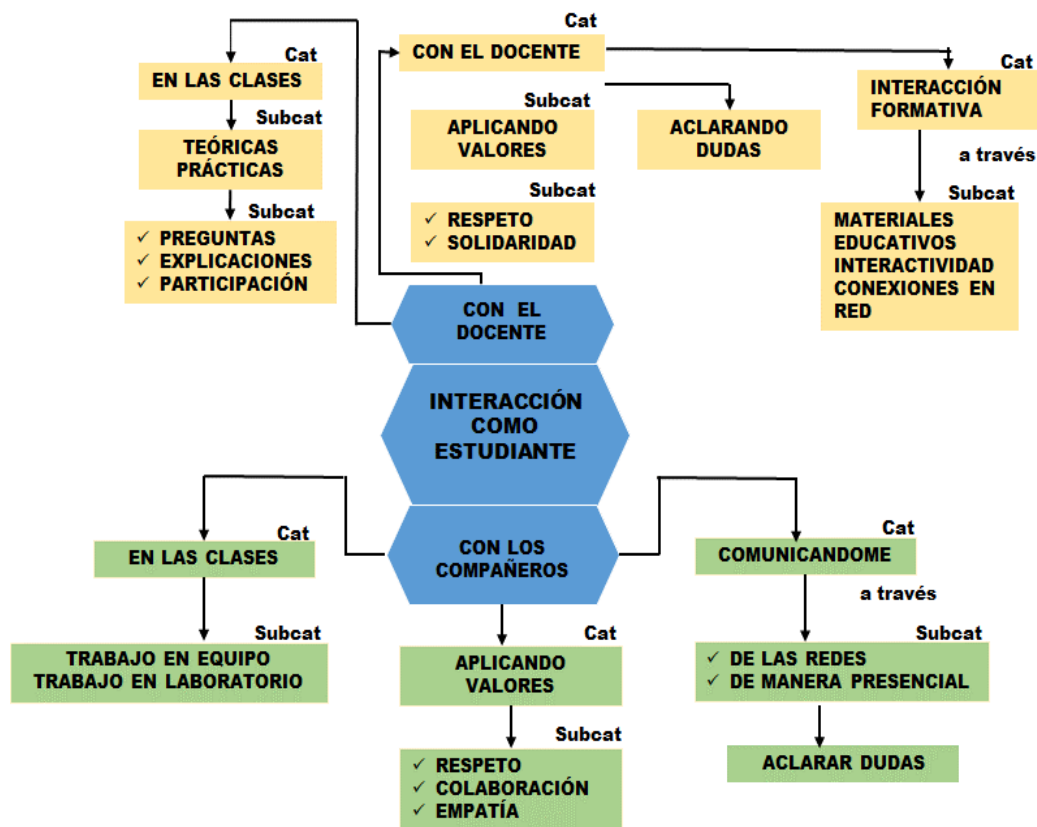 Cat
EN LAS CLASES
Subcat
TEÓRICAS
PRÁCTICAS
Subcat
✓ PREGUNTAS
✓ EXPLICACIONES
✓ PARTICIPACIÓN
Cat
CON EL DOCENTE
Subcat
APLICANDO
VALORES
ACLARANDO
DUDAS
Subcat
✓ RESPETO
✓ SOLIDARIDAD
Cat
INTERACCIÓN
FORMATIVA
a través
Subcat
MATERIALES
EDUCATIVOS
INTERACTIVIDAD
CONEXIONES EN
RED
CON EL
DOCENTE
INTERACCIÓN
COMO
ESTUDIANTE
CON LOS
COMPAÑEROS
Cat
EN LAS CLASES
Subcat
TRABAJO EN EQUIPO
TRABAJO EN LABORATORIO
Cat
APLICANDO
VALORES
Subcat
✓ RESPETO
✓ COLABORACIÓN
✓ EMPATÍA
Cat
COMUNICANDOME
a través
Subcat
✓ DE LAS REDES
✓ DE MANERA PRESENCIAL
ACLARAR DUDAS